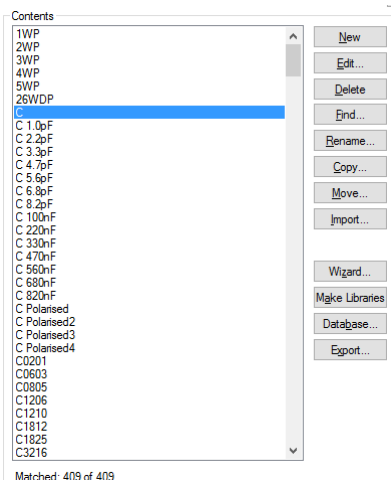 Contents
1WP
2WP
3WP
4WP
5WP
26WDP
C
C 1.0pF
C 2.2pF
C 3.3pF
C 4.7pF
C 5.6pF
C 6.8pF
C 8.2pF
C 100nF
C 220nF
C 330nF
C 470nF
C 560nF
C 680nF
C 820nF
C Polarised
C Polarised2
C Polarised3
C Polarised4
C0201
C0603
C0805
C1206
C1210
C1812
C1825
C3216
New
Edit...
Delete
Find...
Rename...
Copy...
Move...
Import...
Wizard...
Make Libraries
Database...
Export...
Matched: 409 of 409